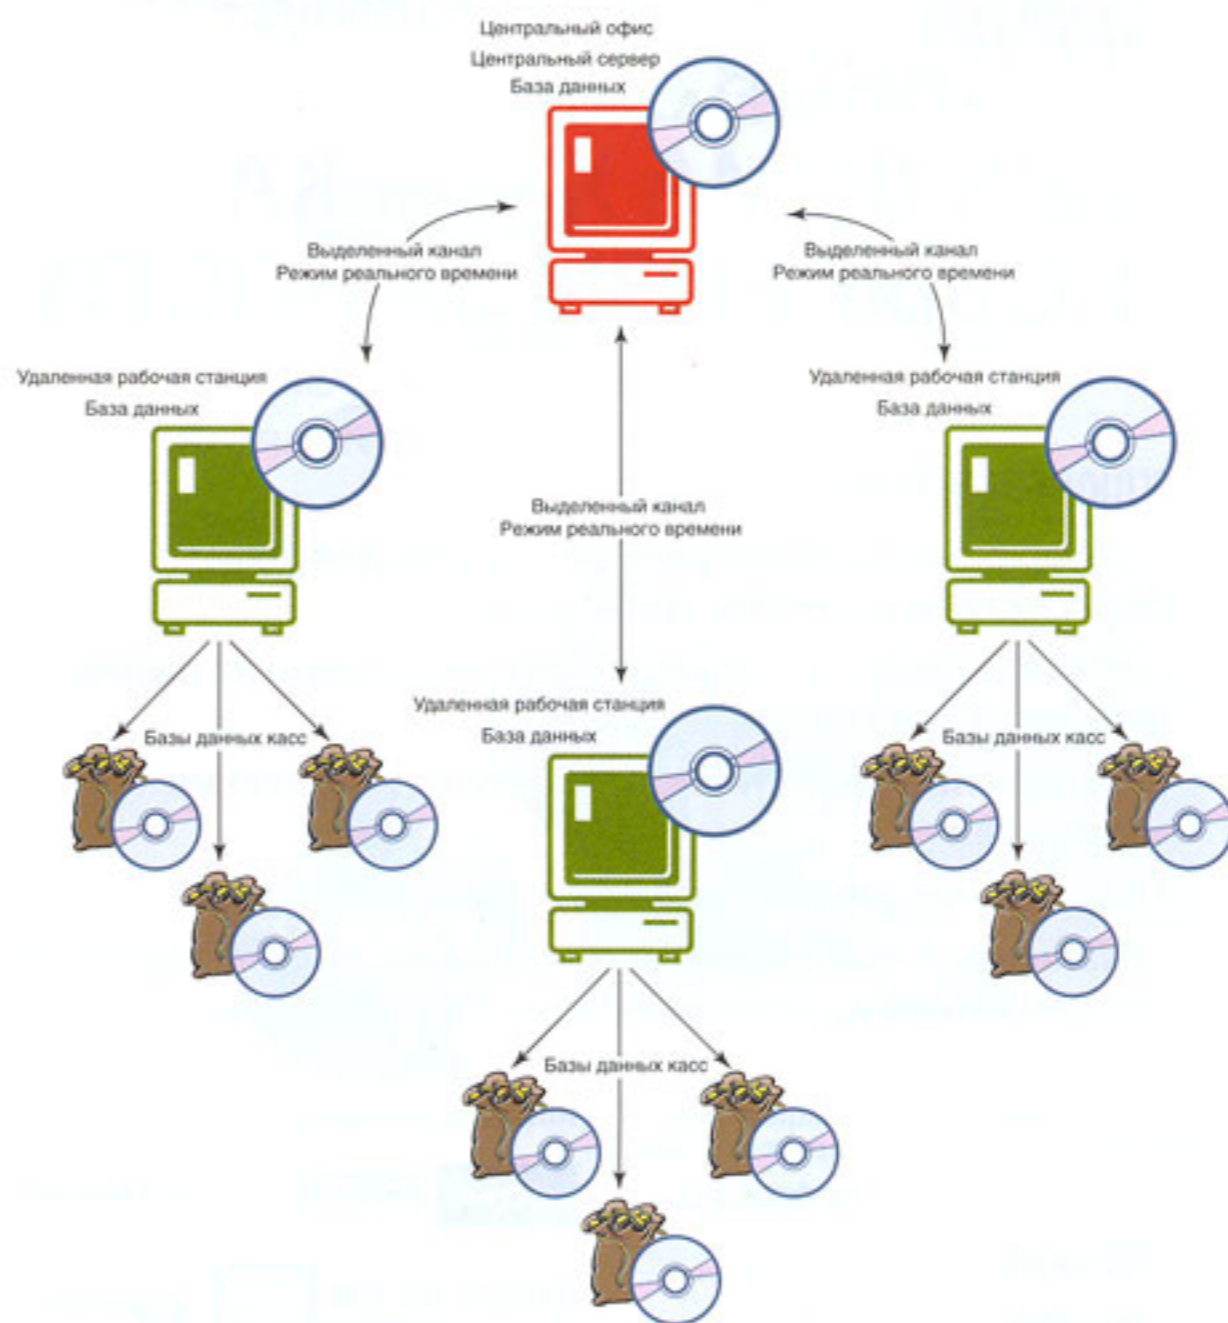 Центральный офис
Центральный сервер
База данных
Выделенный канал
Режим реального времени
Выделенный канал
Режим реального времени
Удаленная рабочая станция
База данных
Удаленная рабочая станция
База данных
Выделенный канал
Режим реального времени
Удаленная рабочая станция
База данных
Базы данных касс
Базы данных касс
Базы данных касс